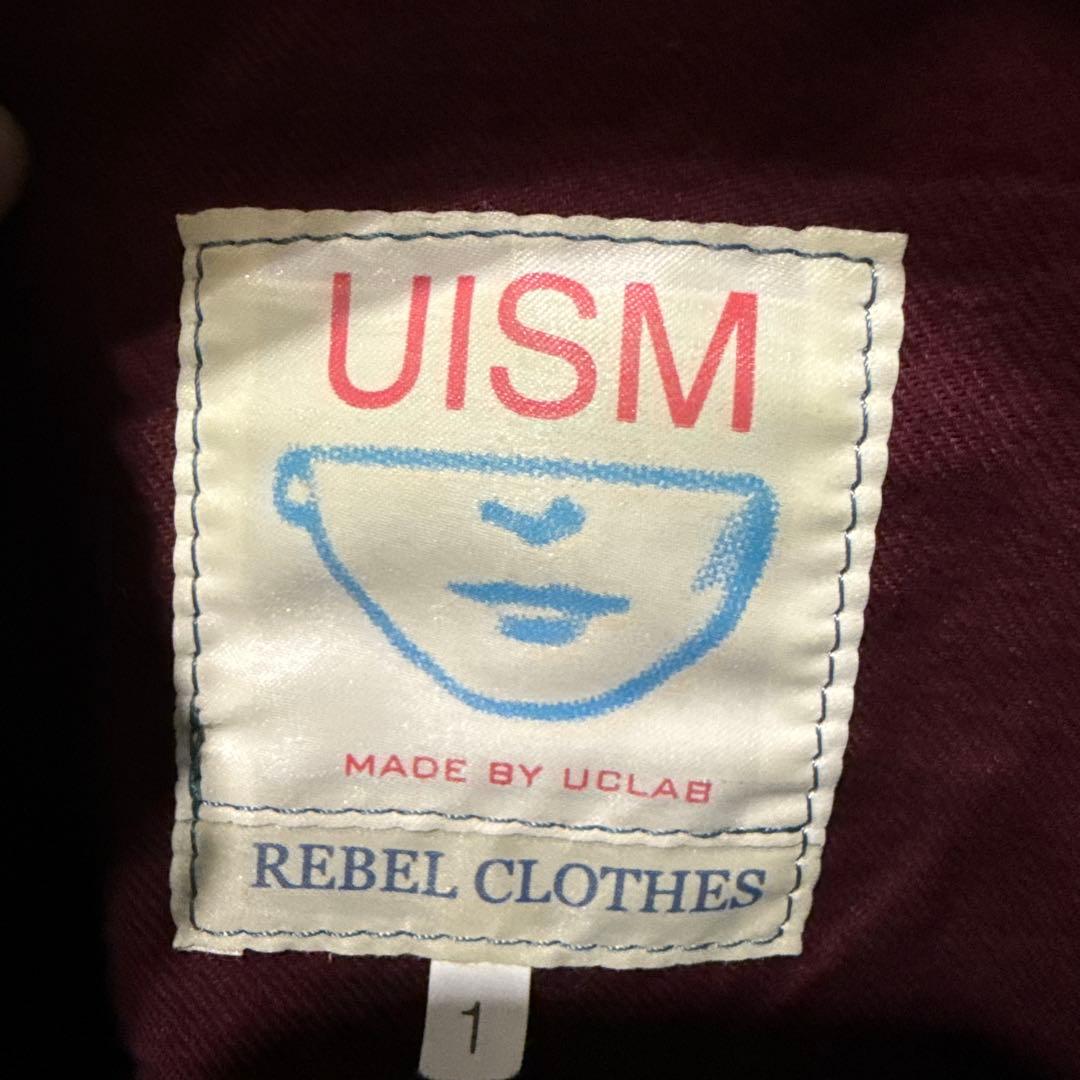 UISM
MADE BY UCLAB
REBEL CLOTHES
1